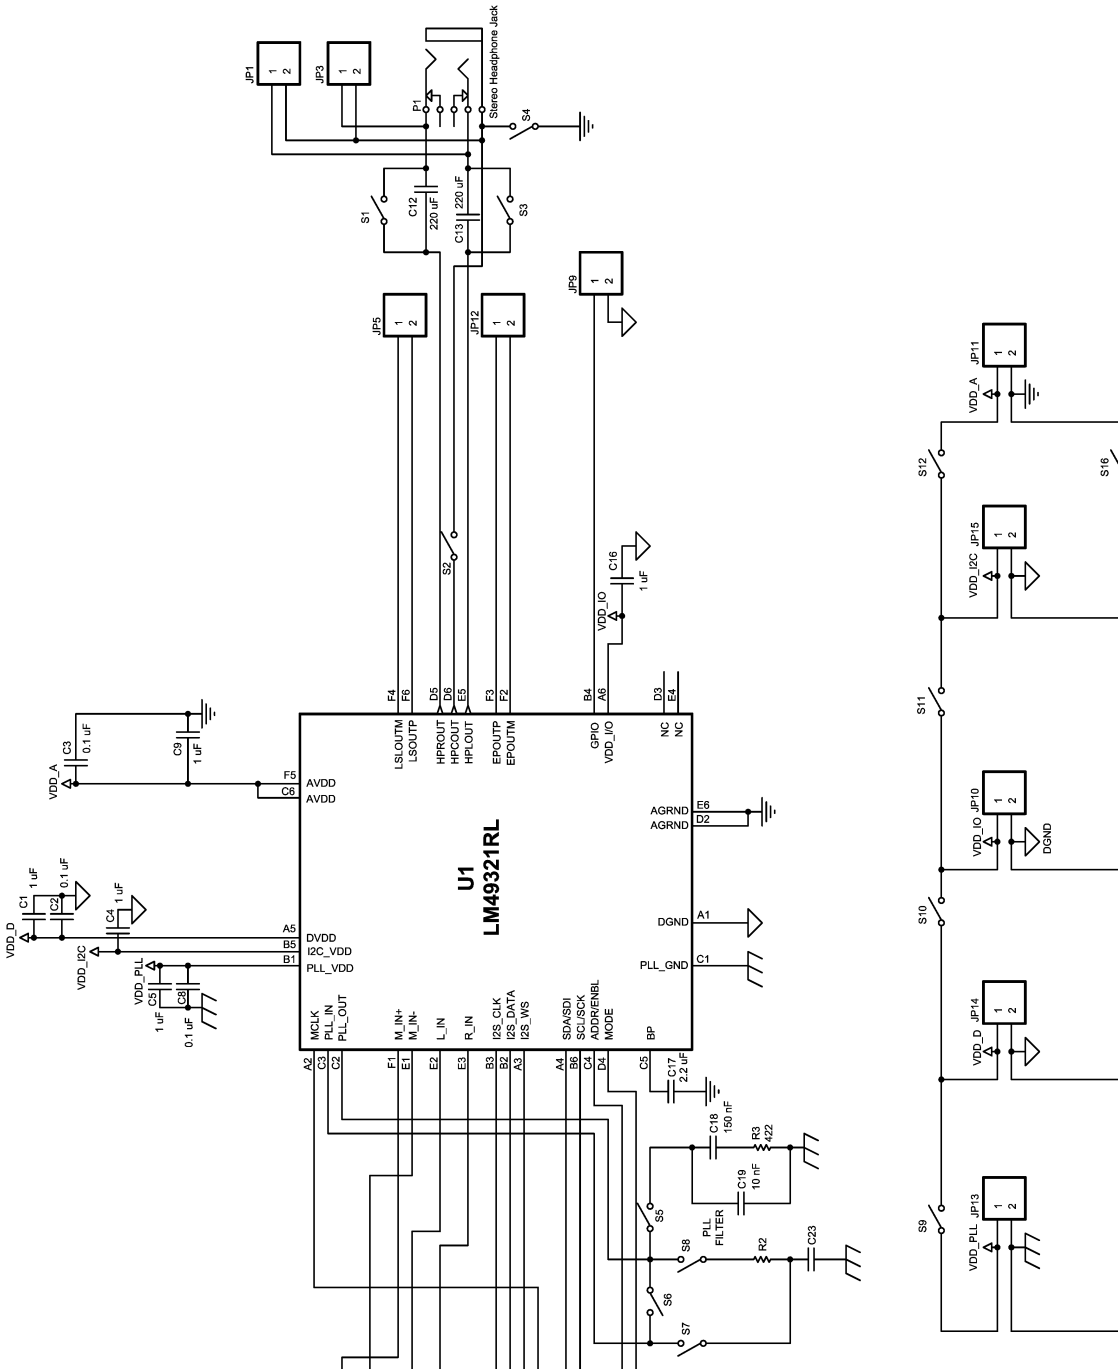 Stereo Headphone Jack
JP1
1
2
JP3
1
2
P1
S4
S1
C12
220 uF
220 uF
C13
S3
JP5
1
2
JP12
1
2
JP9
1
2
JP11
1
2
VDD_A
S12
S16
S2
C16
1 uF
VDD_IO
JP15
1
2
VDD_I2C
F4
F6
D5
D6
E5
F3
F2
B4
A6
D3
E4
LSLOUTM
LSOUTP
HPROUT
HPCOUT
HPLOUT
EPOUTP
EPOUTM
GPIO
VDD_I/O
NC
NC
S11
C3
0.1 uF
C9
1 uF
VDD_A
F5
AVDD
C6
AVDD
U1
LM49321RL
AGRND
E6
AGRND
D2
DGND
A1
PLL_GND
C1
JP10
1
2
VDD_IO
DGND
S10
C1
1 uF
C2
0.1 uF
C4
1 uF
VDD_D
VDD_I2C
VDD_PLL
C5
1 uF
C8
0.1 uF
A5
DVDD
B5
I2C_VDD
B1
PLL_VDD
MCLK
PLL_IN
PLL_OUT
M_IN+
M_IN-
L_IN
R_IN
I2S_CLK
I2S_DATA
I2S_WS
SDA/SDI
SCL/SCK
ADDR/ENBL
MODE
BP
A2
C3
C2
F1
E1
E2
E3
B3
B2
A3
A4
B6
C4
D4
C5
C17
2.2 uF
JP14
1
2
VDD_D
C18
150 nF
R3
422
C19
10 nF
PLL
FILTER
S5
S8
R2
C23
S6
S7
S9
JP13
1
2
VDD_PLL